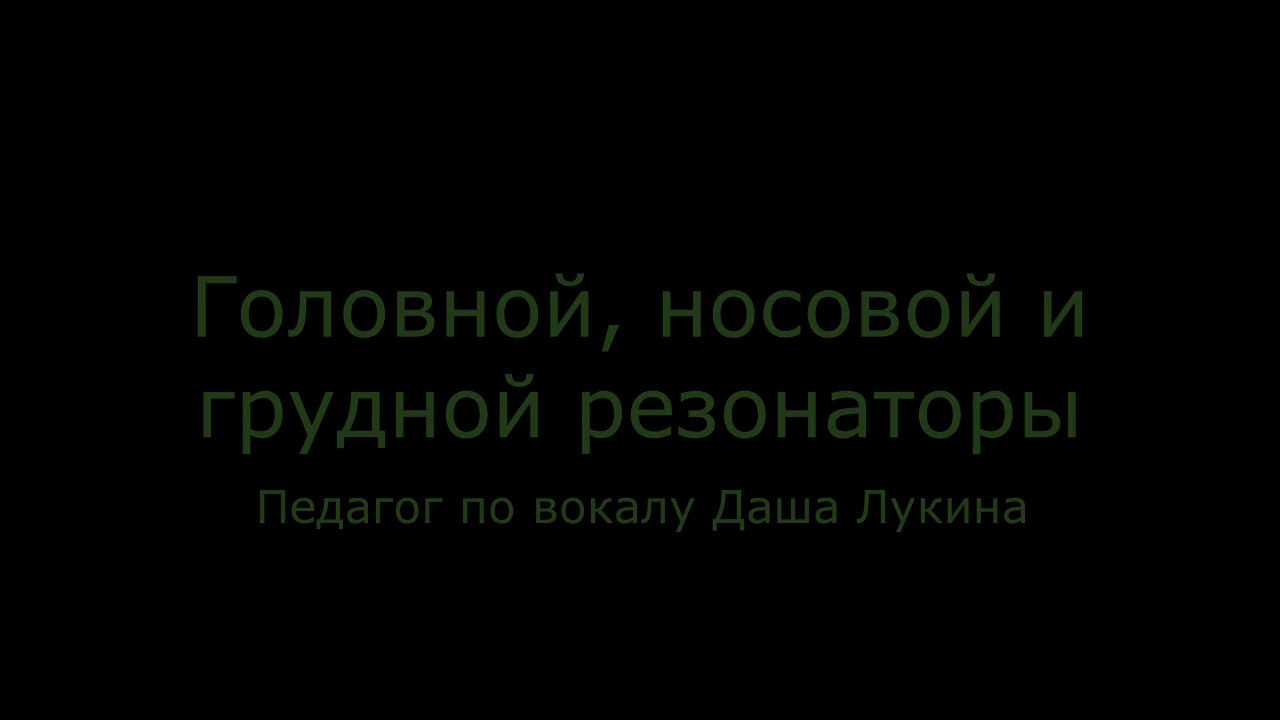 Головной, носовой и
грудной резонаторы
Педагог по вокалу Даша Лукина